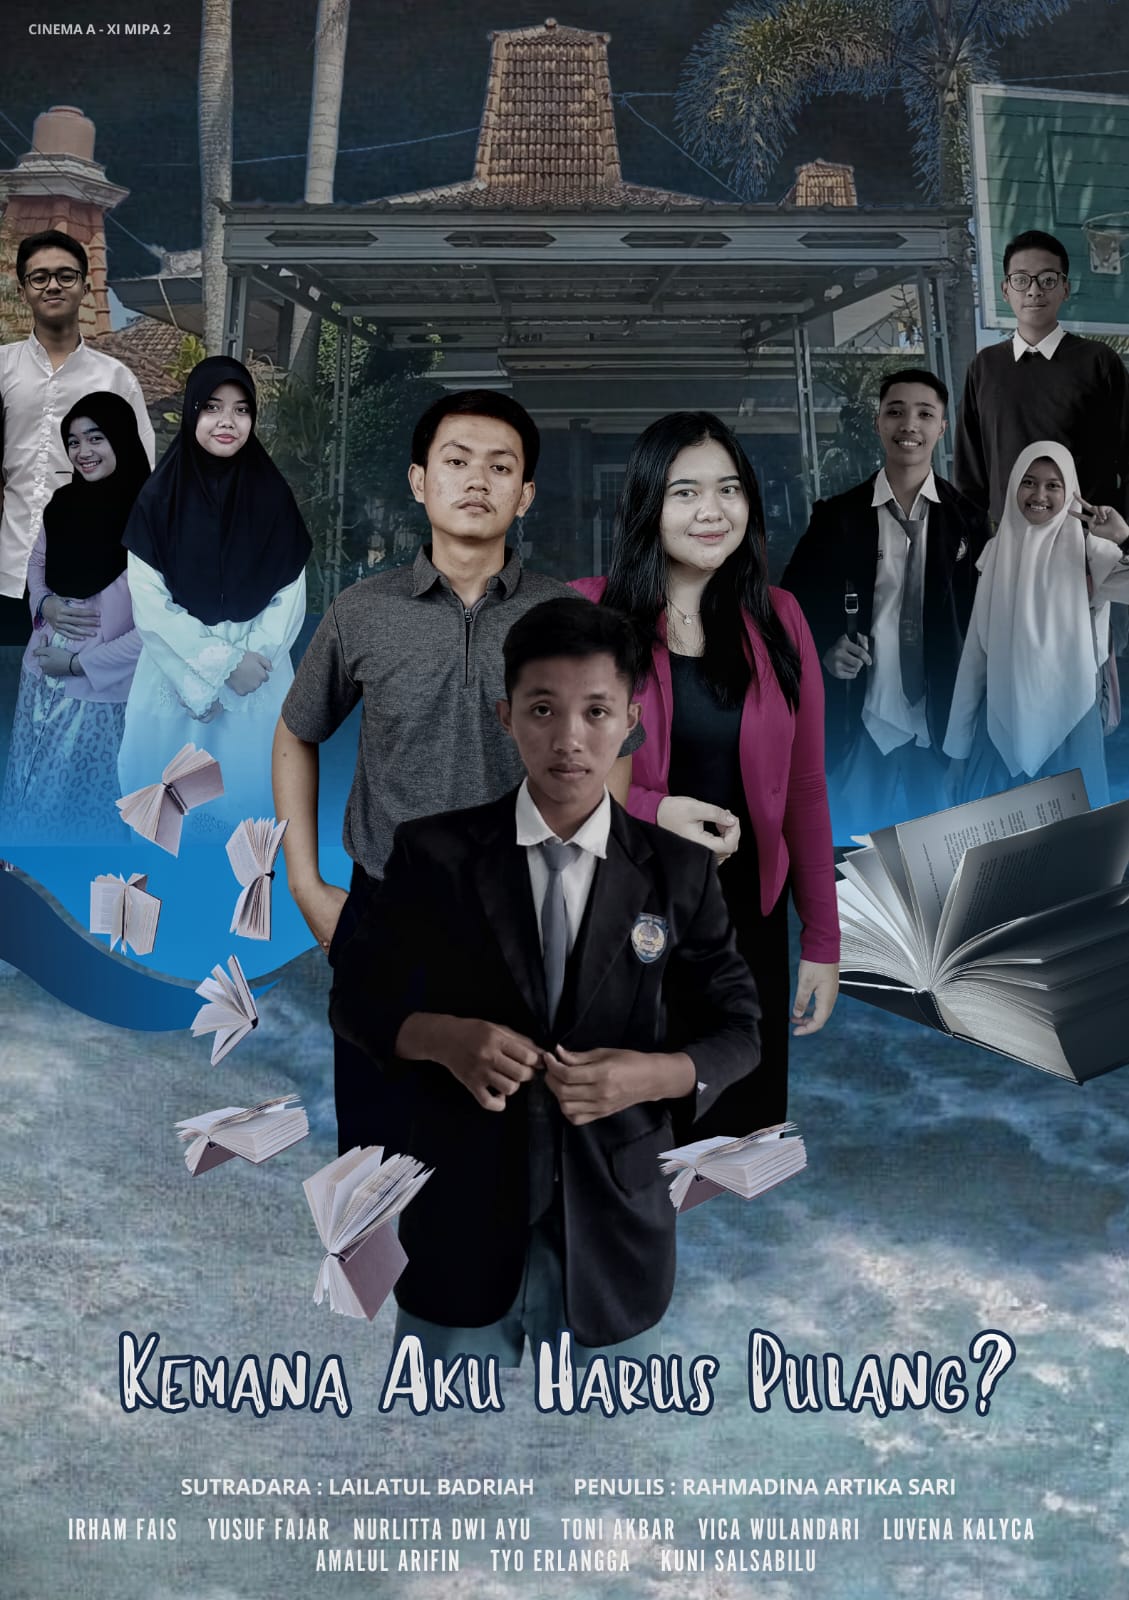 CINEMA A - XI MIPA 2
KEMANA AKU HARUS PULANG?
SUTRADARA : LAILATUL BADRIAH PENULIS : RAHMADINA ARTIKA SARI
IRHAM FAIS YUSUF FAJAR NURLITTA DWI AYU TONI AKBAR VICA WULANDARI LUVENA KALYCA
AMALUL ARIFIN TYO ERLANGGA KUNI SALSABILU